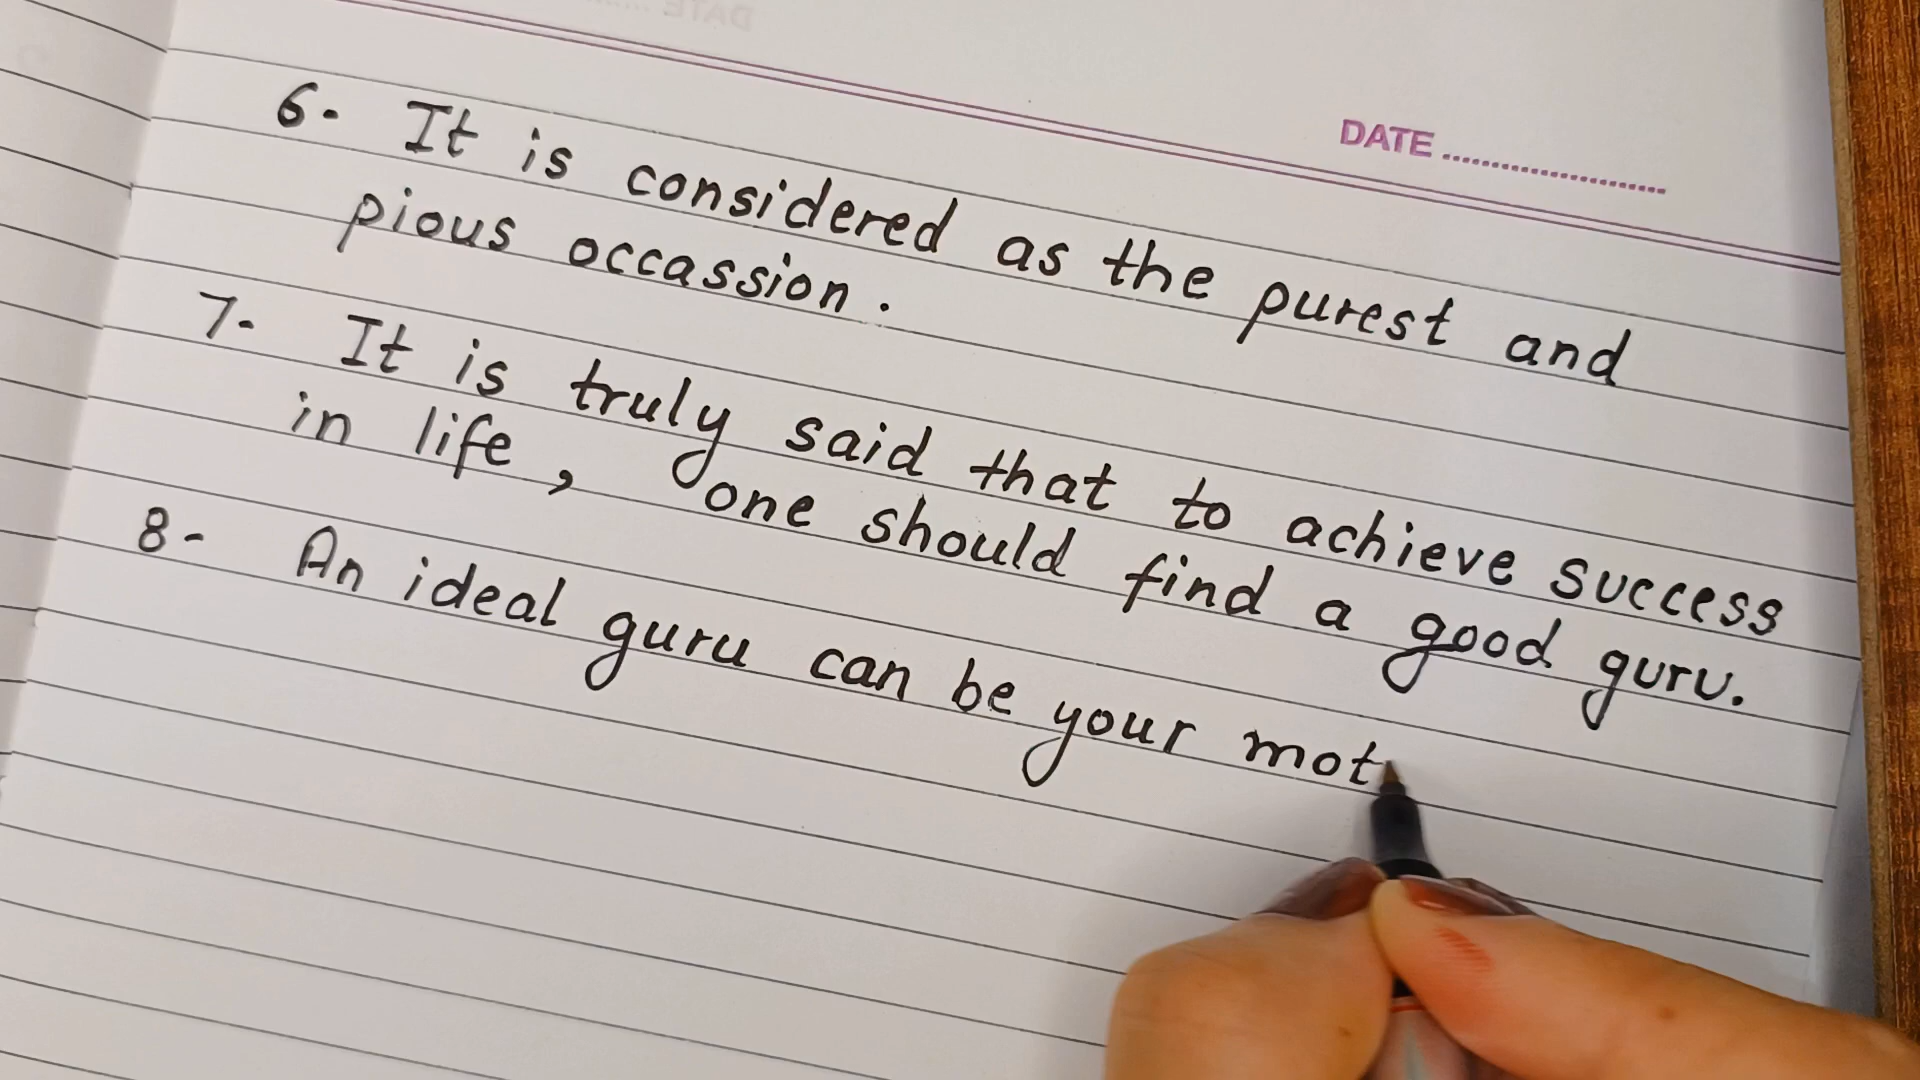 DATE
6. It is considered as the purest and
pious occassion.
7. It is truly said that to achieve success
in life, one should find a good guru.
8- An ideal guru can be your mot